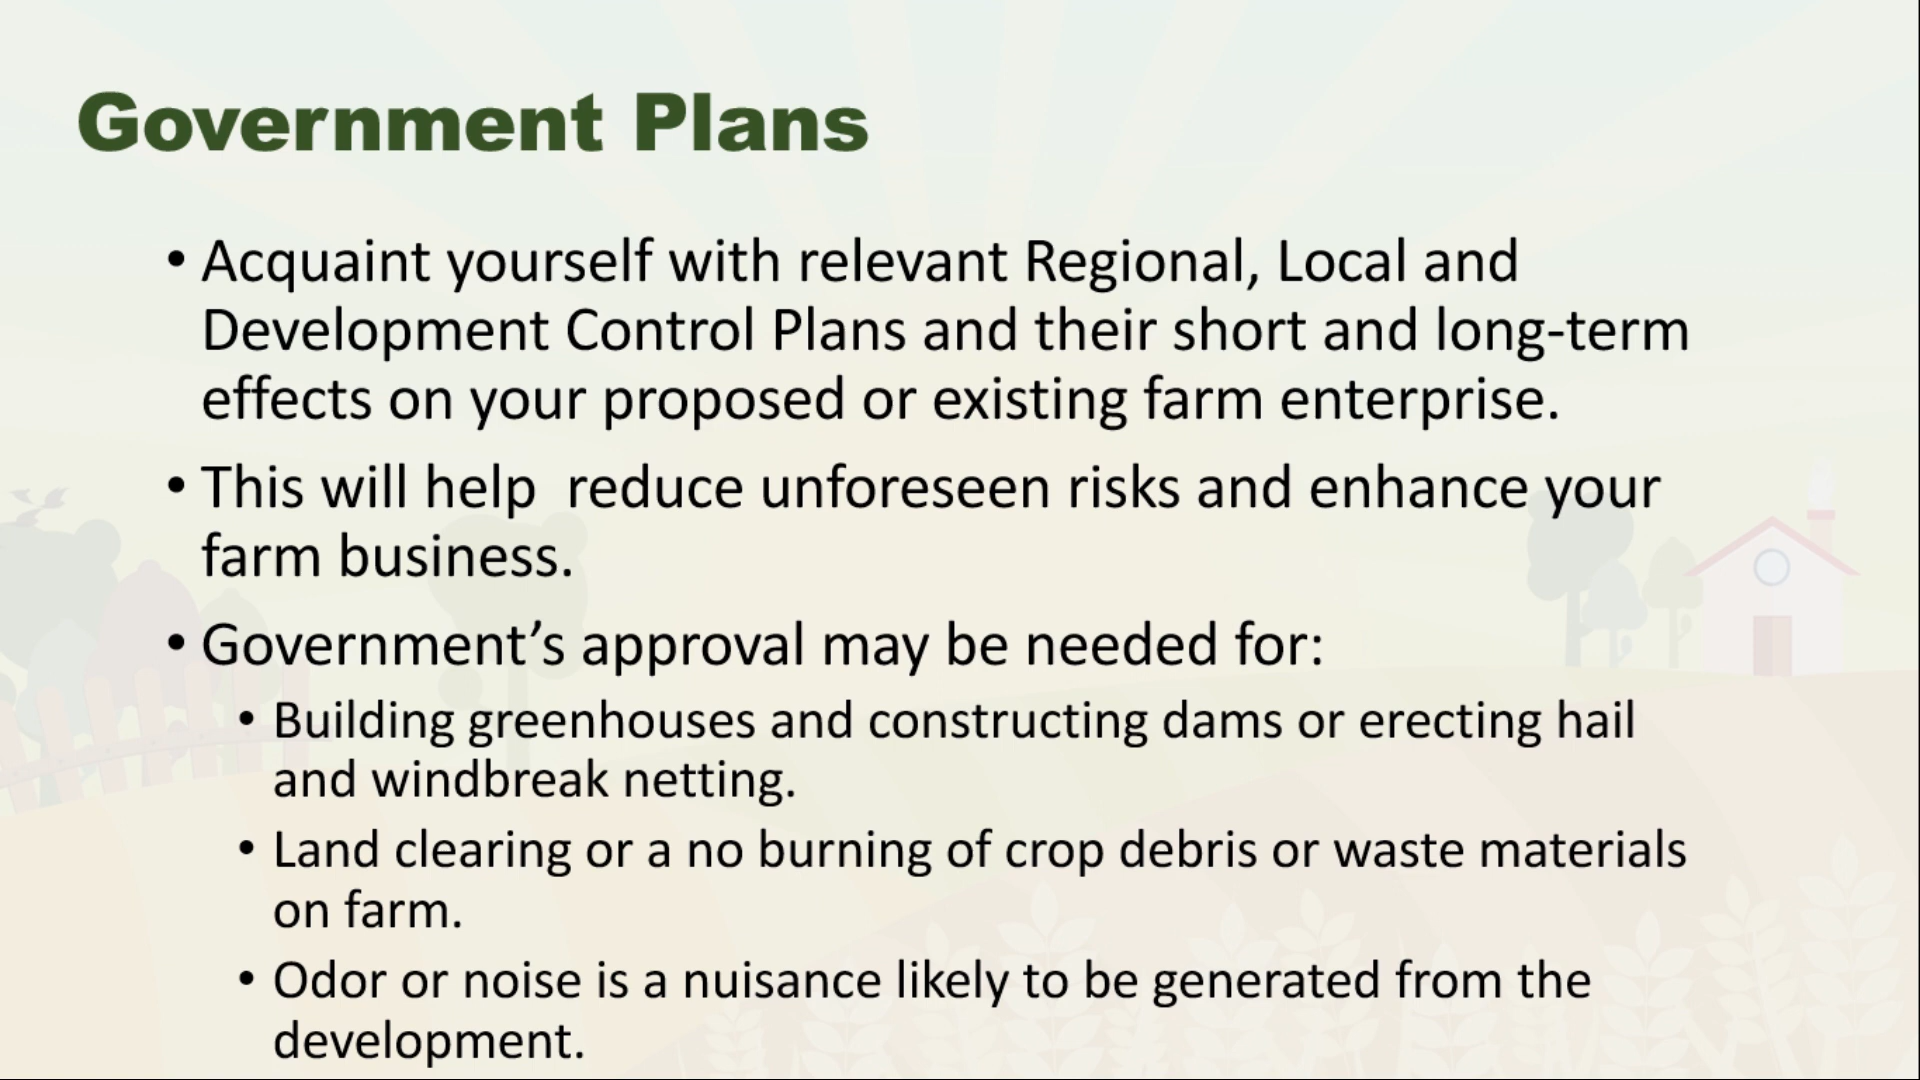 Government Plans
• Acquaint yourself with relevant Regional, Local and
Development Control Plans and their short and long-term
effects on your proposed or existing farm enterprise.
• This will help  reduce unforeseen risks and enhance your
farm business.
• Government’s approval may be needed for:
• Building greenhouses and constructing dams or erecting hail
and windbreak netting.
• Land clearing or a no burning of crop debris or waste materials
on farm.
• Odor or noise is a nuisance likely to be generated from the
development.